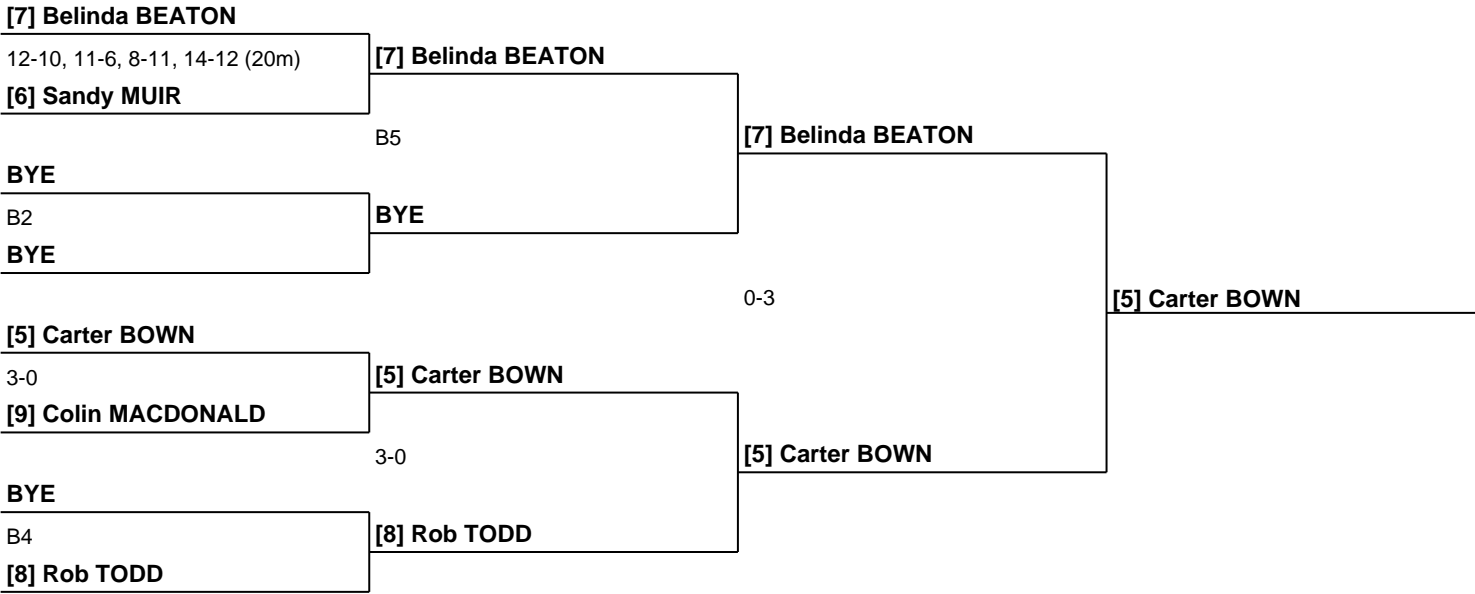 [7] Belinda BEATON
12-10, 11-6, 8-11, 14-12 (20m)
[7] Belinda BEATON
[6] Sandy MUIR
B5
[7] Belinda BEATON
BYE
B2
BYE
BYE
0-3
[5] Carter BOWN
[5] Carter BOWN
3-0
[5] Carter BOWN
[9] Colin MACDONALD
3-0
[5] Carter BOWN
BYE
B4
[8] Rob TODD
[8] Rob TODD